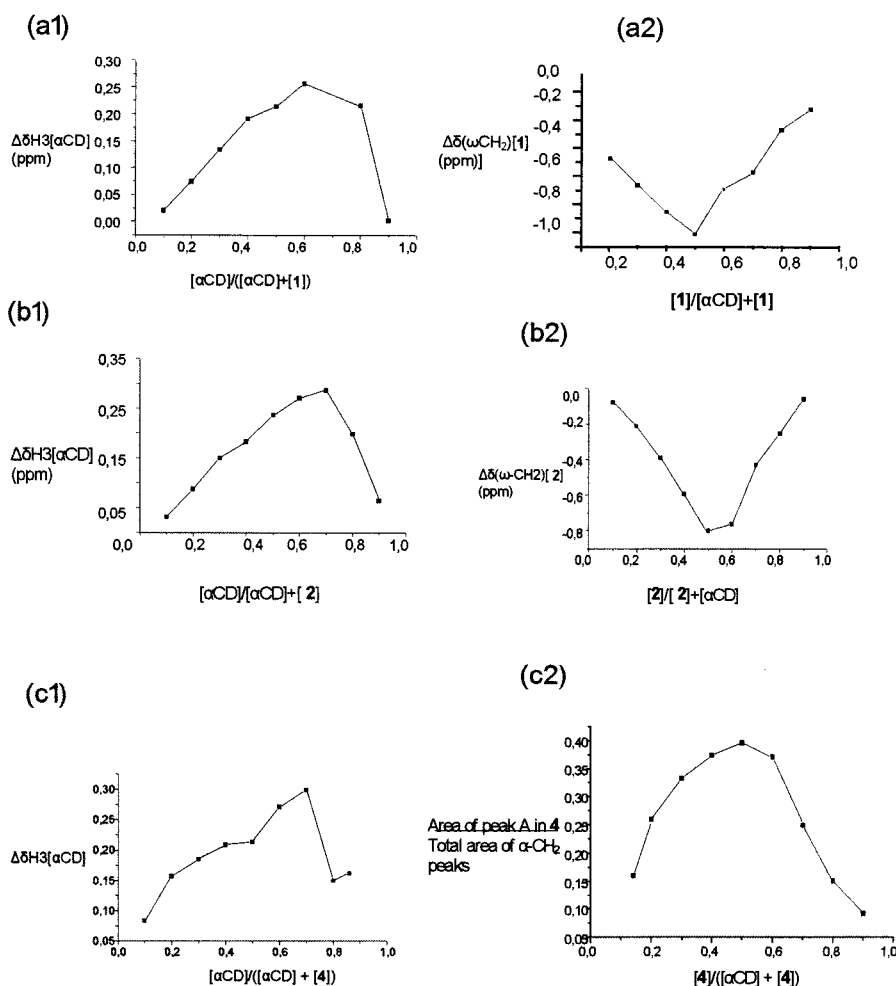 (a1)
0,30
0,25
0,20
0,15
0,10
0,05
0,00
ΔδH3[αCD]
(ppm)
0,0 0,2 0,4 0,6 0,8 1,0
[αCD]/([αCD]+[1])
(a2)
0,0
-0,2
-0,4
-0,6
-0,8
-1,0
Δδ(ωCH₂)[1]
(ppm)]
0,2 0,4 0,6 0,8 1,0
[1]/[αCD]+[1]
(b1)
0,35
0,25
0,15
0,05
ΔδH3[αCD]
(ppm)
0,0 0,2 0,4 0,6 0,8 1,0
[αCD]/[αCD]+[ 2]
(b2)
0,0
-0,2
-0,4
-0,6
-0,8
Δδ(ω-CH2)[ 2]
(ppm)
0,0 0,2 0,4 0,6 0,8 1,0
[2]/[ 2]+[αCD]
(c1)
0,30
0,25
0,20
0,15
0,10
0,05
ΔδH3[αCD]
0,0 0,2 0,4 0,6 0,8 1,0
[αCD]/([αCD] + [4])
(c2)
0,40
0,35
0,30
0,25
0,20
0,15
0,10
0,05
Area of peak A in 4
Total area of α-CH₂
peaks
0,0 0,2 0,4 0,6 0,8 1,0
[4]/([αCD] + [4])